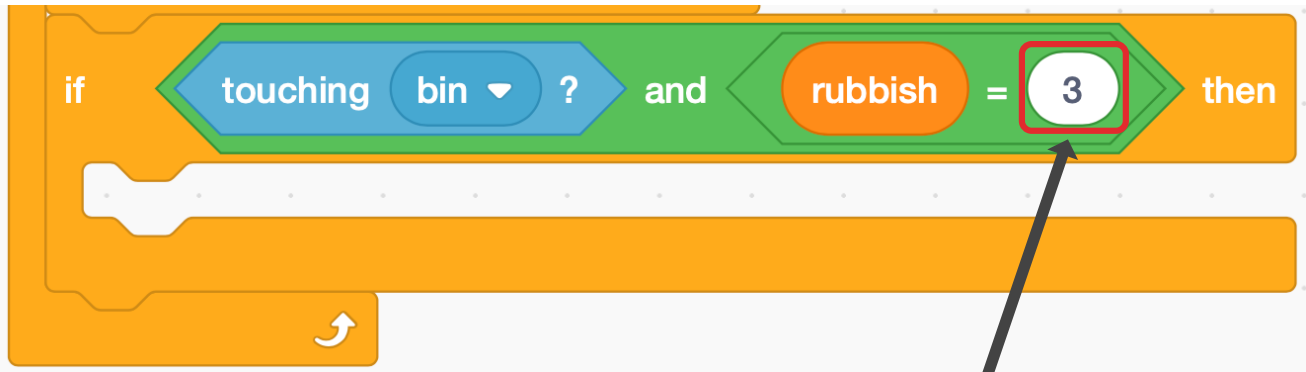 if touching bin ? and rubbish = 3 then